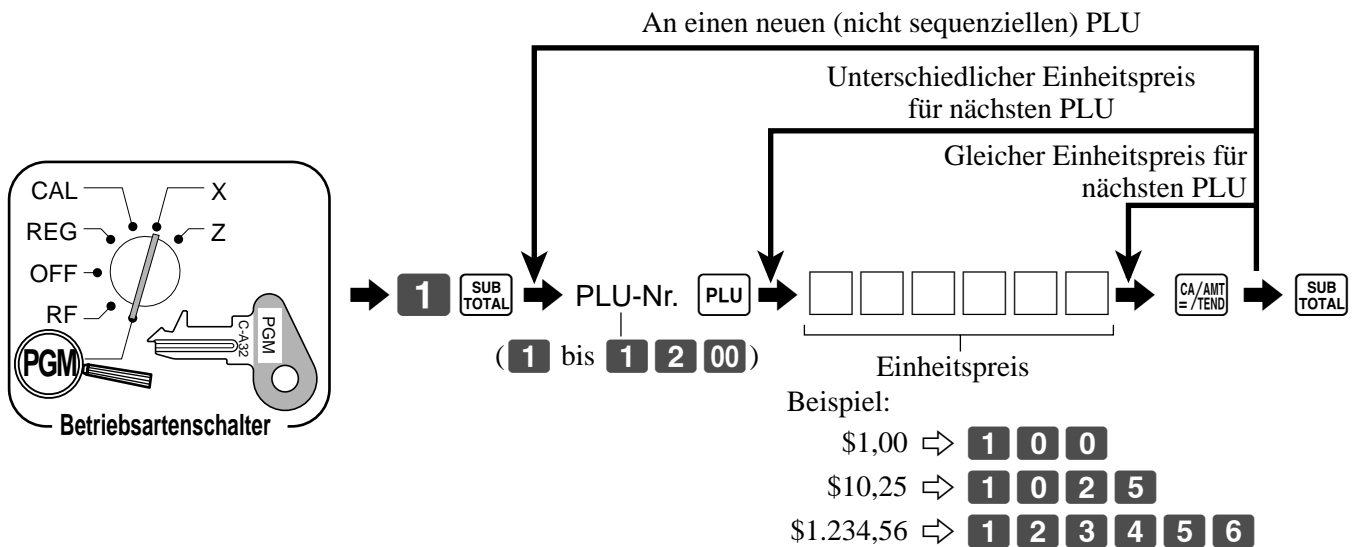 An einen neuen (nicht sequenziellen) PLU
Unterschiedlicher Einheitspreis
für nächsten PLU
Gleicher Einheitspreis für
nächsten PLU
CAL
X
REG
Z
OFF
RF
PGM
PGM
C-A32
Betriebsartenschalter
1 SUB TOTAL PLU-Nr. PLU CA/AMT =/TEND SUB TOTAL
(1 bis 1 2 00)
Einheitspreis
Beispiel:
$1,00 ⇨ 1 0 0
$10,25 ⇨ 1 0 2 5
$1.234,56 ⇨ 1 2 3 4 5 6